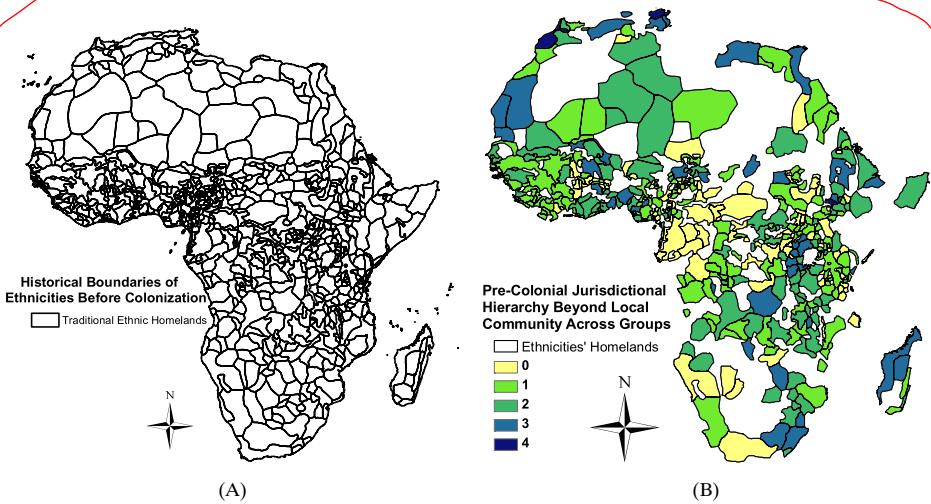 Historical Boundaries of
Ethnicities Before Colonization
Traditional Ethnic Homelands
N
(A)
Pre-Colonial Jurisdictional
Hierarchy Beyond Local
Community Across Groups
Ethnicities' Homelands
0
1
2
3
4
N
(B)